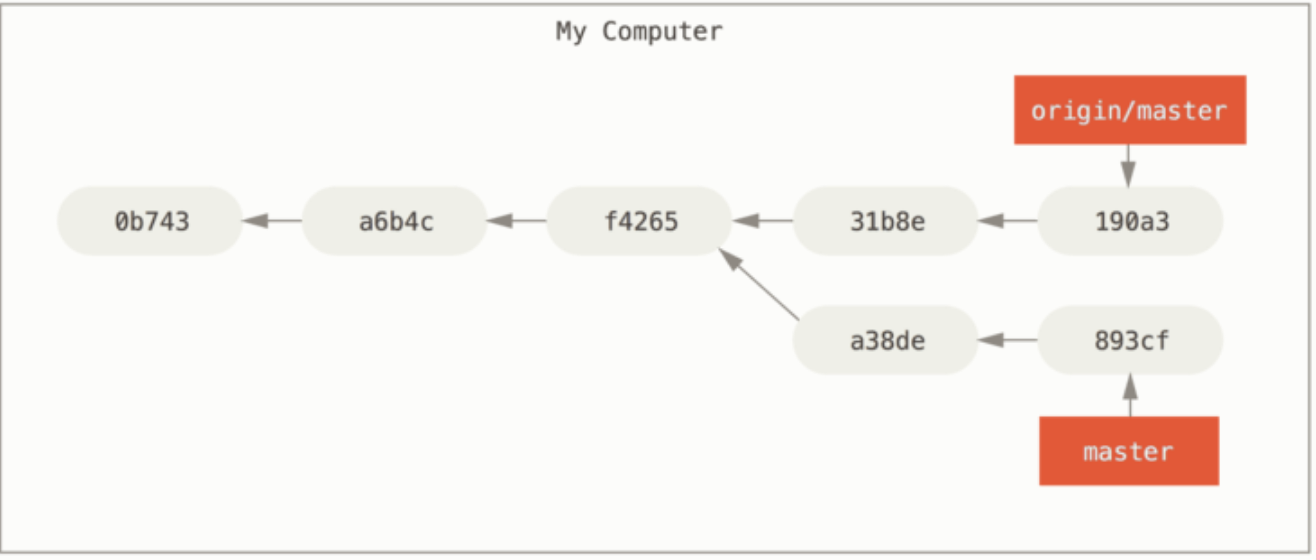 My Computer
origin/master
0b743 a6b4c f4265 31b8e 190a3
a38de 893cf
master